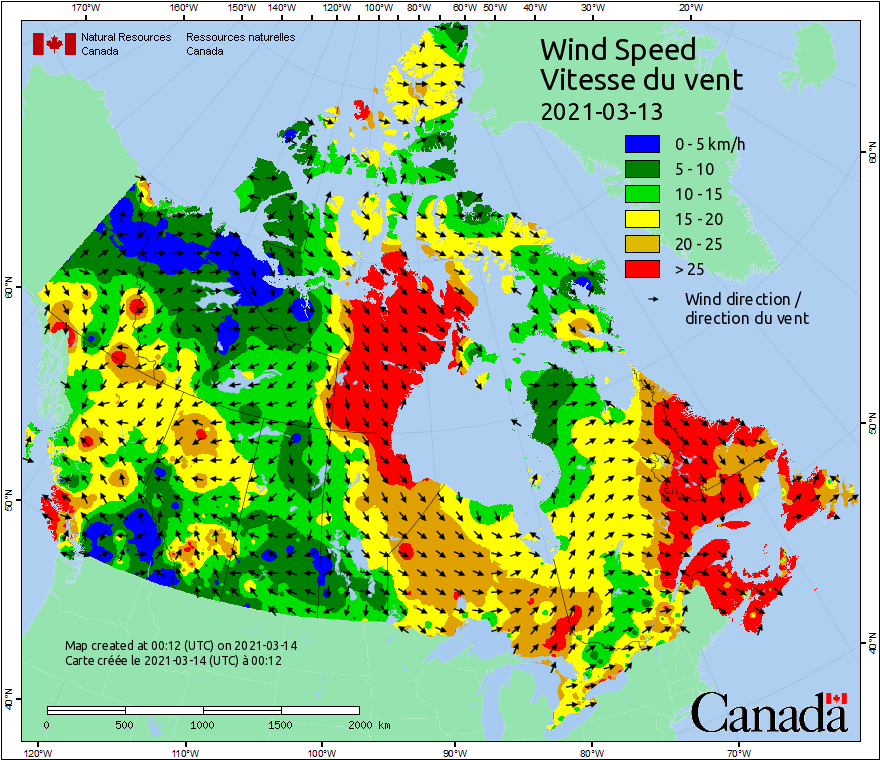 170°W 160°W 150°W 140°W 130°W 120°W 110°W 100°W 90°W 80°W 70°W 60°W 50°W 40°W 30°W 20°W
Natural Resources Ressources naturelles
Canada Canada
Wind Speed
Vitesse du vent
2021-03-13
0 - 5 km/h
5 - 10
10 - 15
15 - 20
20 - 25
> 25
Wind direction /
direction du vent
60°N
60°N
50°N
50°N
40°N
40°N
Map created at 00:12 (UTC) on 2021-03-14
Carte créée le 2021-03-14 (UTC) à 00:12
0 500 1000 1500 2000 km
Canada
120°W 110°W 100°W 90°W 80°W 70°W